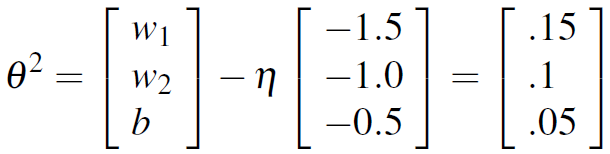 θ² = [ w₁ w₂ b ] − η [ −1.5 −1.0 −0.5 ] = [ .15 .1 .05 ]